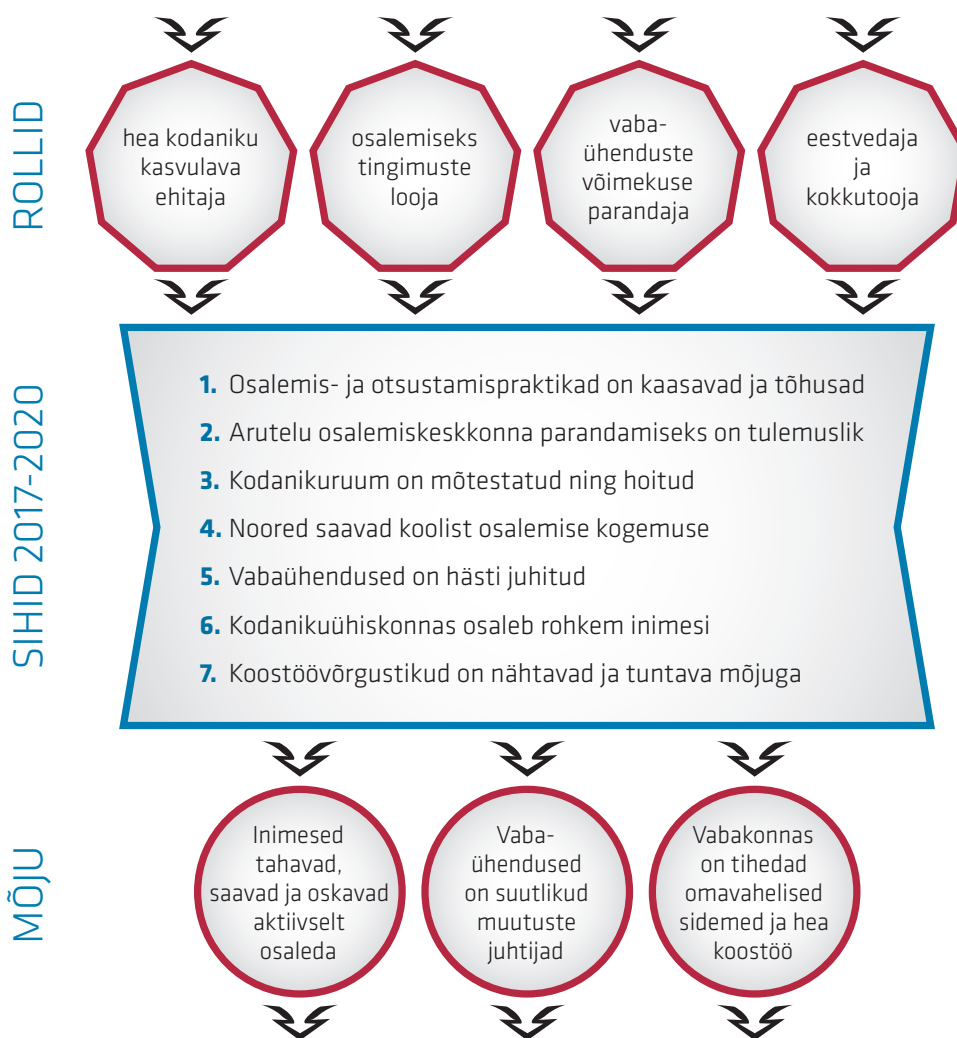 ROLLID
hea kodaniku
kasvulava
ehitaja
osalemiseks
tingimuste
looja
vaba-
ühenduste
võimekuse
parandaja
eestvedaja
ja
kokkutooja
SIHID 2017-2020
1. Osalemis- ja otsustamispraktikad on kaasavad ja tõhusad
2. Arutelu osalemiskeskkonna parandamiseks on tulemuslik
3. Kodanikuruum on mõtestatud ning hoitud
4. Noored saavad koolist osalemise kogemuse
5. Vabaühendused on hästi juhitud
6. Kodanikuühiskonnas osaleb rohkem inimesi
7. Koostöövõrgustikud on nähtavad ja tuntava mõjuga
MÕJU
Inimesed
tahavad,
saavad ja oskavad
aktiivselt
osaleda
Vaba-
ühendused
on suutlikud
muutuste
juhtijad
Vabakonnas
on tihedad
omavahelised
sidemed ja hea
koostöö